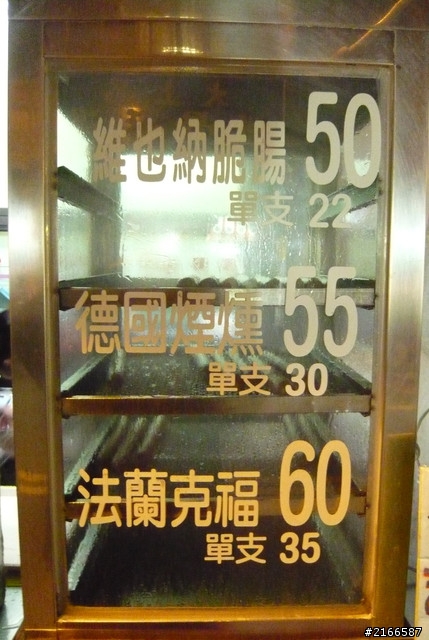 維也納脆腸 50
單支 22
德國煙燻 55
單支 30
法蘭克福 60
單支 35
#2166587